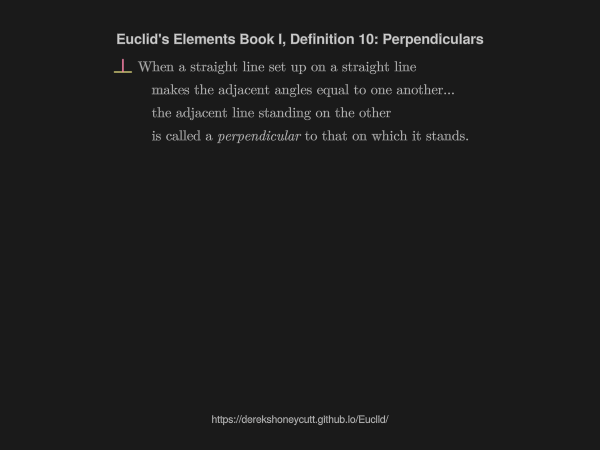 Euclid's Elements Book I, Definition 10: Perpendiculars
When a straight line set up on a straight line
makes the adjacent angles equal to one another...
the adjacent line standing on the other
is called a perpendicular to that on which it stands.
https://derekshoneycutt.github.io/Euclid/